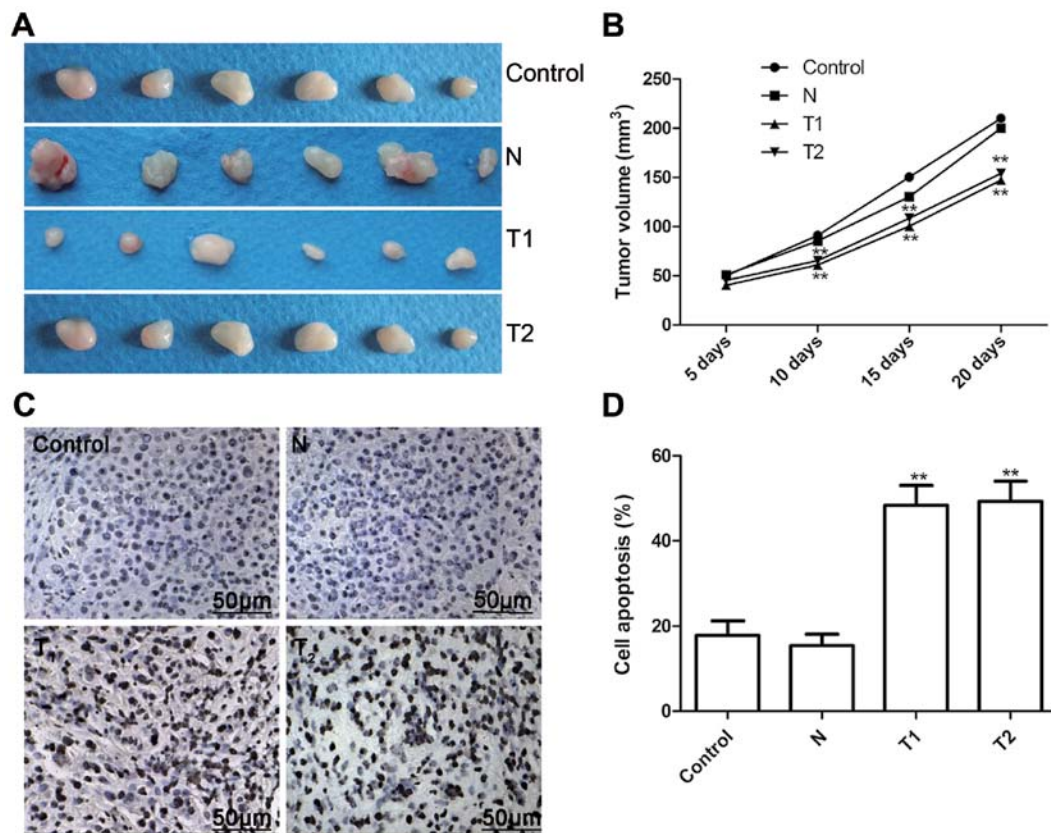 A
Control
N
T1
T2
B
Control
N
T1
T2
Tumor volume (mm³)
250
200
150
100
50
0
**
**
**
**
**
**
5 days
10 days
15 days
20 days
C
Control
N
50μm
50μm
T
T2
50μm
50μm
D
Cell apoptosis (%)
60
40
20
0
**
**
Control
N
T1
T2